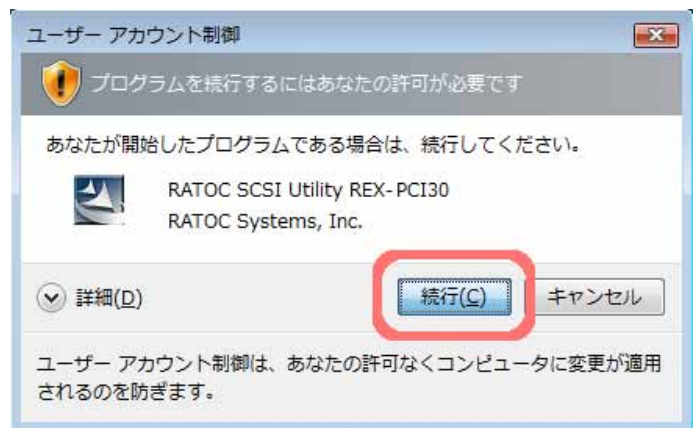 ユーザー アカウント制御
プログラムを続行するにはあなたの許可が必要です
あなたが開始したプログラムである場合は、続行してください。
RATOC SCSI Utility REX-PCI30
RATOC Systems, Inc.
詳細(D)
続行(C)
キャンセル
ユーザー アカウント制御は、あなたの許可なくコンピュータに変更が適用
されるのを防ぎます。